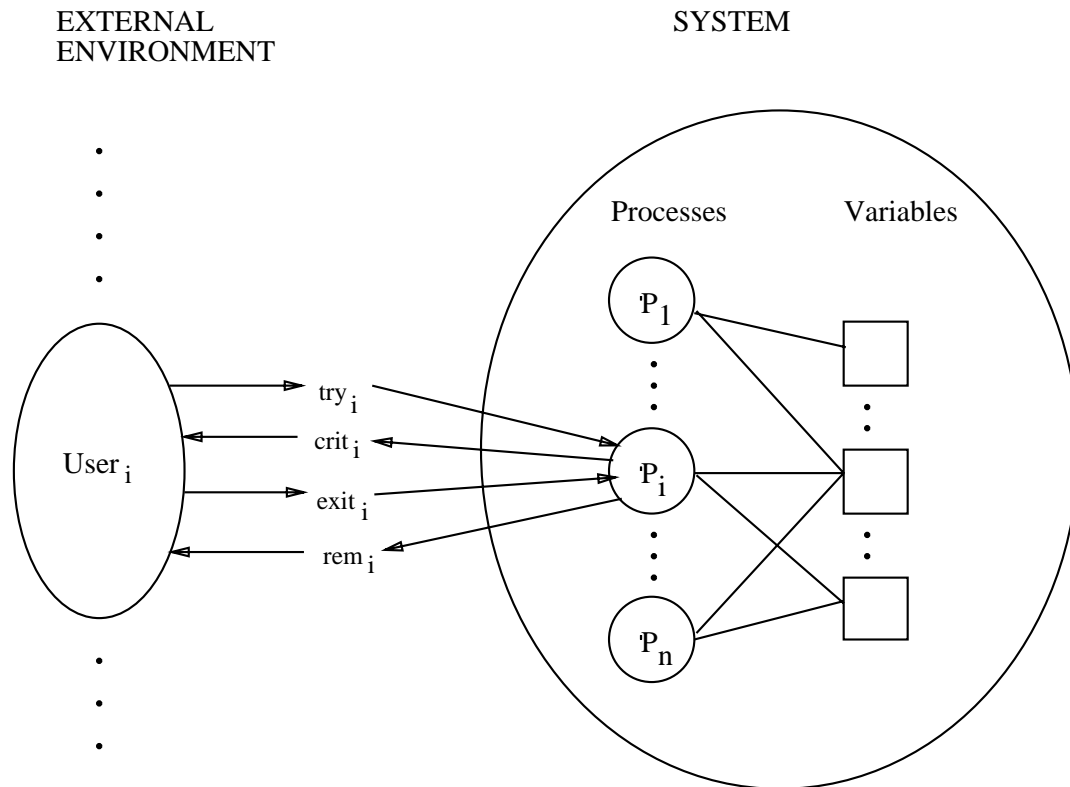 EXTERNAL
ENVIRONMENT
SYSTEM
Processes
Variables
P1
try i
crit i
User i
Pi
exit i
rem i
Pn